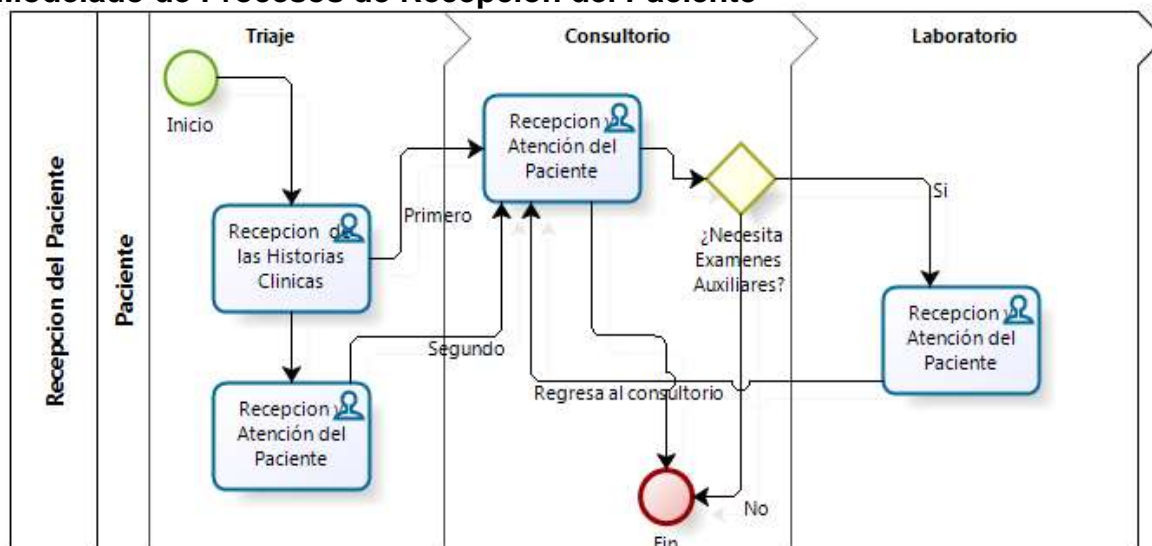 Modelado de Procesos de Recepcion del Paciente
Triaje
Consultorio
Laboratorio
Recepcion del Paciente
Paciente
Inicio
Recepcion de
las Historias
Clinicas
Primero
Recepcion y
Atención del
Paciente
Segundo
Recepcion y
Atención del
Paciente
¿Necesita
Examenes
Auxiliares?
Si
No
Recepcion y
Atención del
Paciente
Regresa al consultorio
Fin